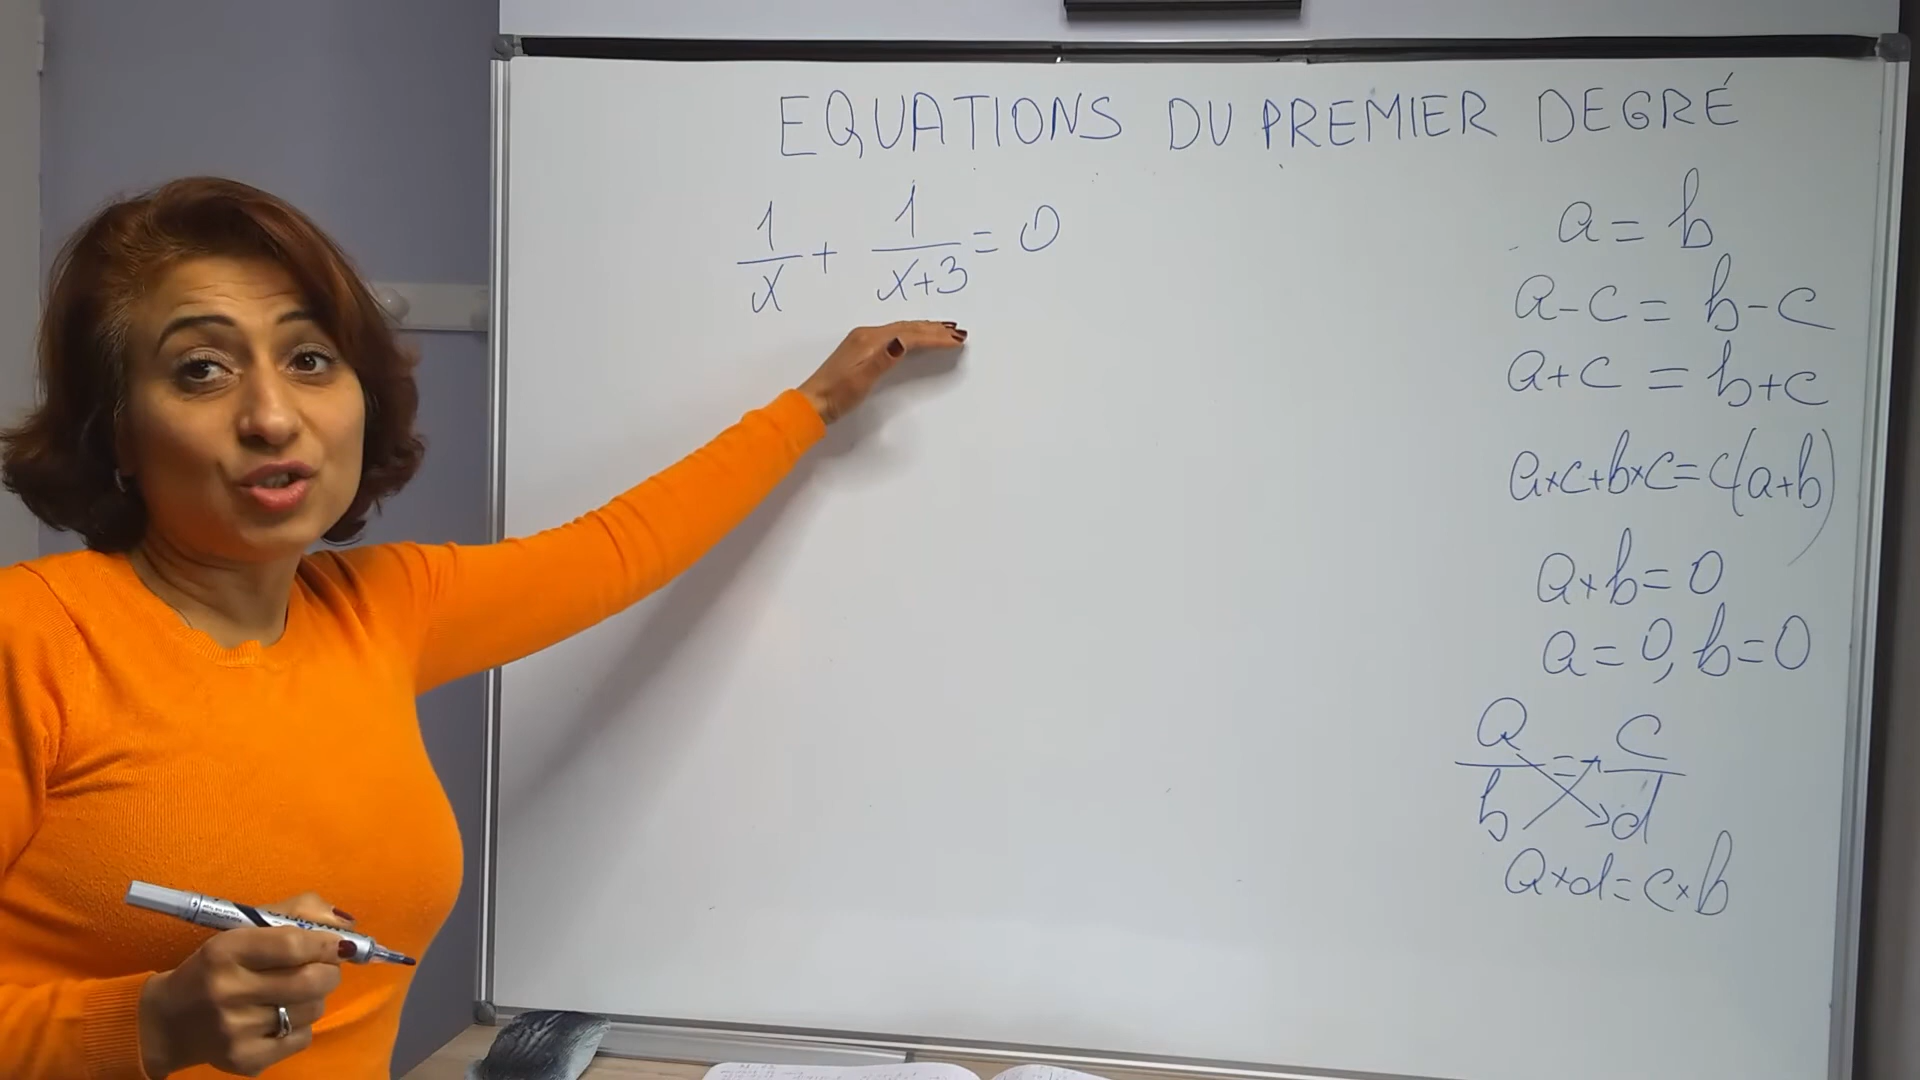 EQUATIONS DU PREMIER DEGRÉ
1/x + 1/(x+3) = 0
a = b
a-c = b-c
a+c = b+c
a×c+b×c=c(a+b)
a×b=0
a=0, b=0
a/b = c/d
a×d=c×b